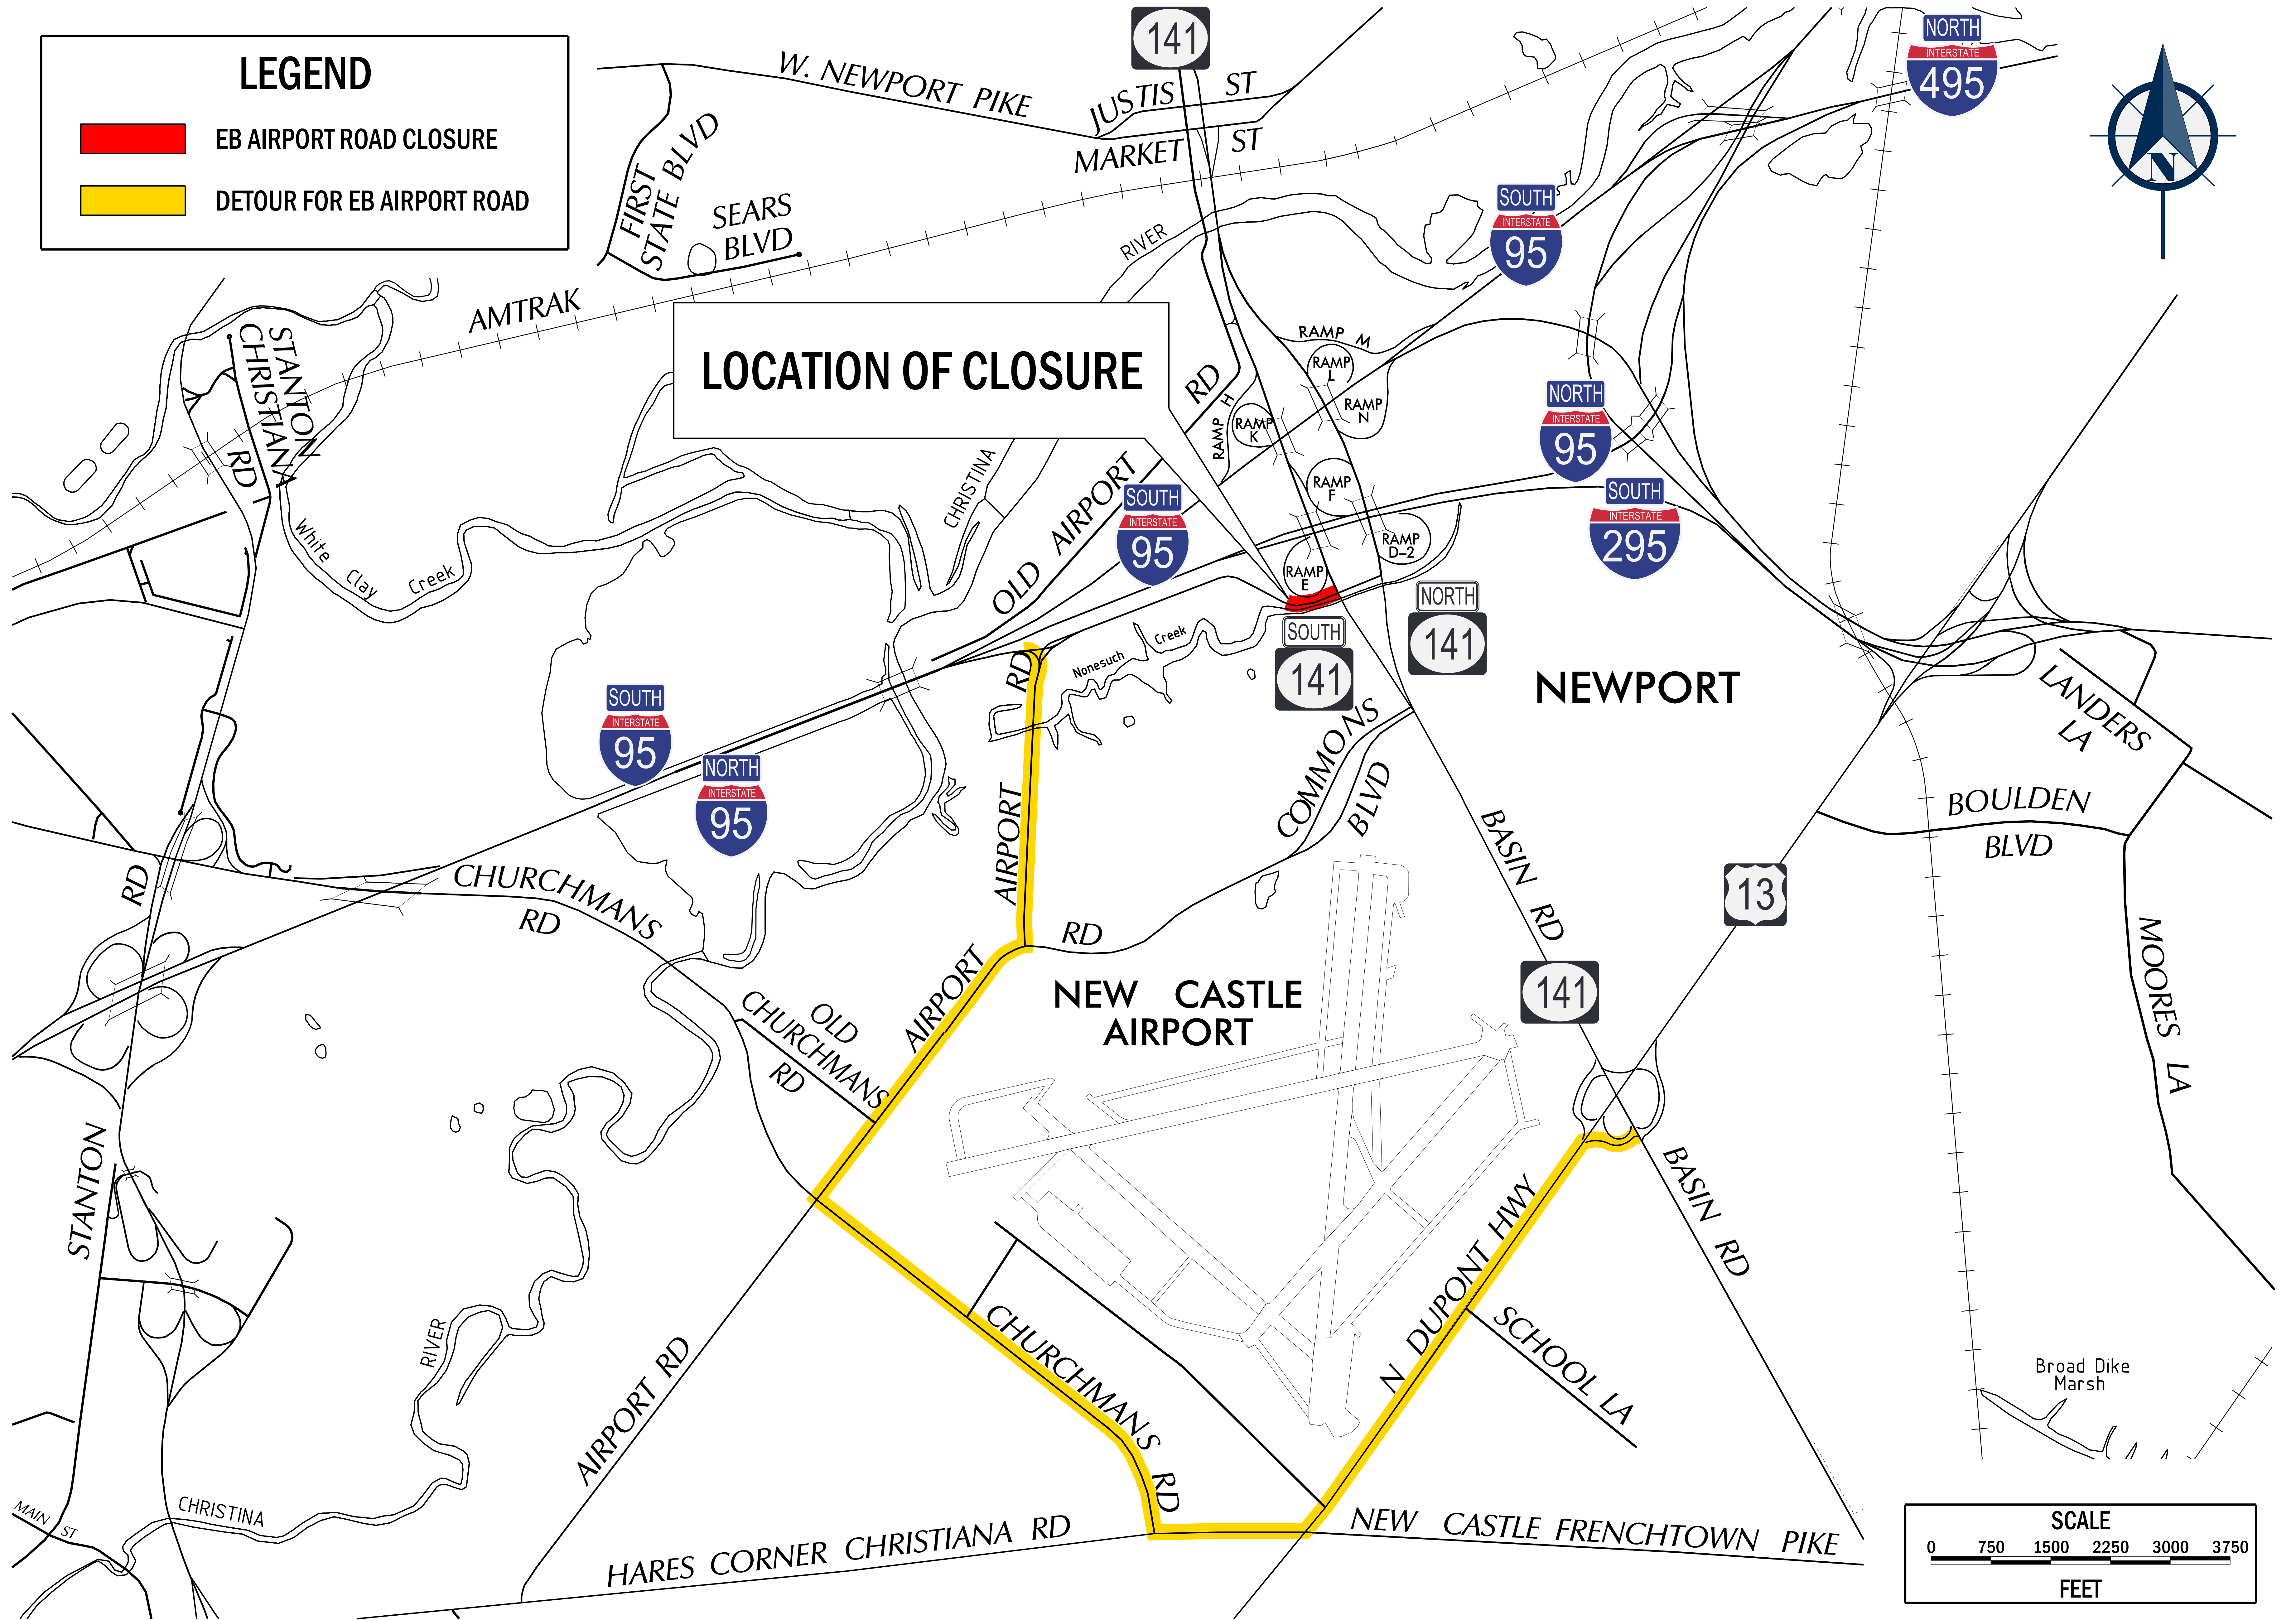 LEGEND
EB AIRPORT ROAD CLOSURE
DETOUR FOR EB AIRPORT ROAD
141
W. NEWPORT PIKE
JUSTIS ST
MARKET ST
FIRST
STATE BLVD
SEARS
BLVD
AMTRAK
RIVER
NORTH
INTERSTATE
495
N
SOUTH
INTERSTATE
95
STANTON
CHRISTIANA
RD
LOCATION OF CLOSURE
RAMP M
RAMP
L
RAMP
N
RAMP H
RAMP
K
RAMP
F
RAMP
D-2
RAMP
E
NORTH
INTERSTATE
95
SOUTH
INTERSTATE
295
OLD AIRPORT RD
SOUTH
INTERSTATE
95
CHRISTINA
White Clay Creek
NORTH
141
SOUTH
141
Nonesuch Creek
NEWPORT
SOUTH
INTERSTATE
95
NORTH
INTERSTATE
95
AIRPORT RD
COMMONS
BLVD
LANDERS
LA
BOULDEN
BLVD
BASIN RD
13
CHURCHMANS
RD
RD
AIRPORT RD
NEW CASTLE
AIRPORT
141
OLD
CHURCHMANS
RD
MOORES LA
STANTON
BASIN RD
N DUPONT HWY
SCHOOL LA
AIRPORT RD
CHURCHMANS RD
RIVER
CHRISTINA
MAIN ST
HARES CORNER CHRISTIANA RD
NEW CASTLE FRENCHTOWN PIKE
Broad Dike
Marsh
SCALE
0 750 1500 2250 3000 3750
FEET